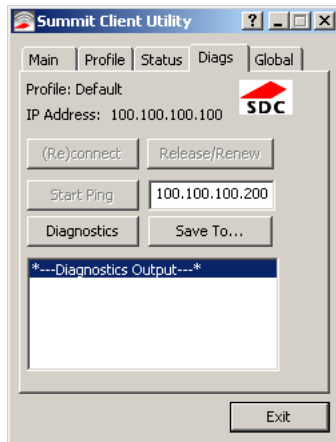 Summit Client Utility
Main Profile Status Diags Global
Profile: Default
IP Address: 100.100.100.100
SDC
(Re)connect Release/Renew
Start Ping 100.100.100.200
Diagnostics Save To...
*---Diagnostics Output---*
Exit